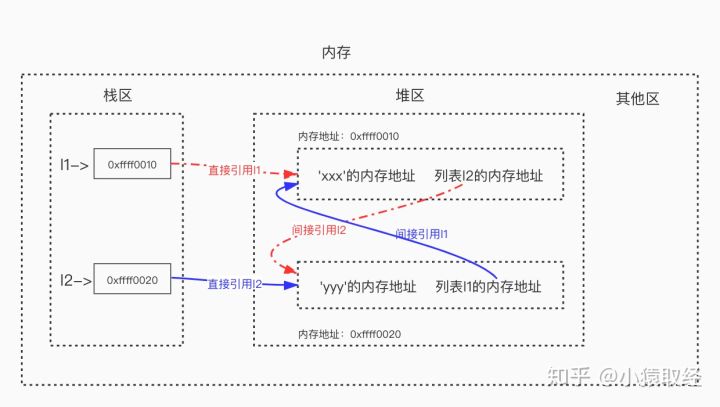 内存
栈区
堆区
其他区
内存地址：0xffff0010
l1->
0xffff0010
直接引用l1
'xxx'的内存地址 列表l2的内存地址
间接引用l2
间接引用l1
l2->
0xffff0020
直接引用l2
'yyy'的内存地址 列表l1的内存地址
内存地址：0xffff0020
知乎 @小猿取经